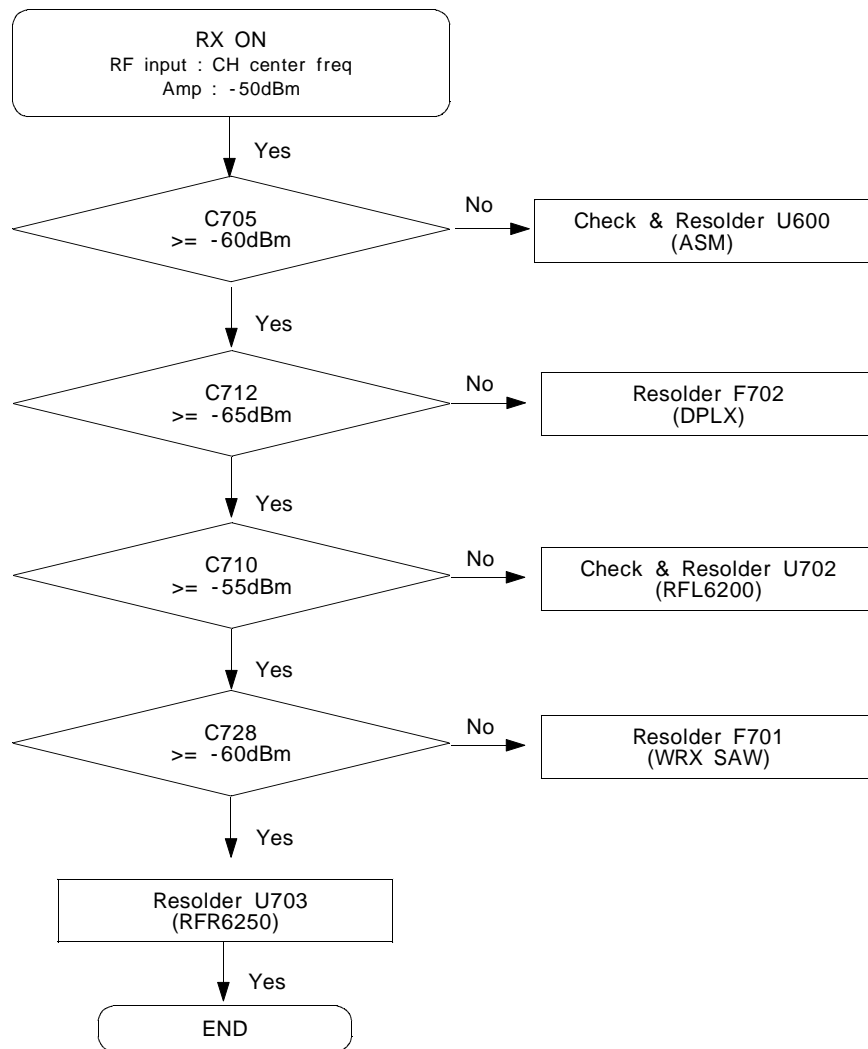 RX ON
RF input : CH center freq
Amp : -50dBm
Yes
C705
>= -60dBm
No
Check & Resolder U600
(ASM)
Yes
C712
>= -65dBm
No
Resolder F702
(DPLX)
Yes
C710
>= -55dBm
No
Check & Resolder U702
(RFL6200)
Yes
C728
>= -60dBm
No
Resolder F701
(WRX SAW)
Yes
Resolder U703
(RFR6250)
Yes
END